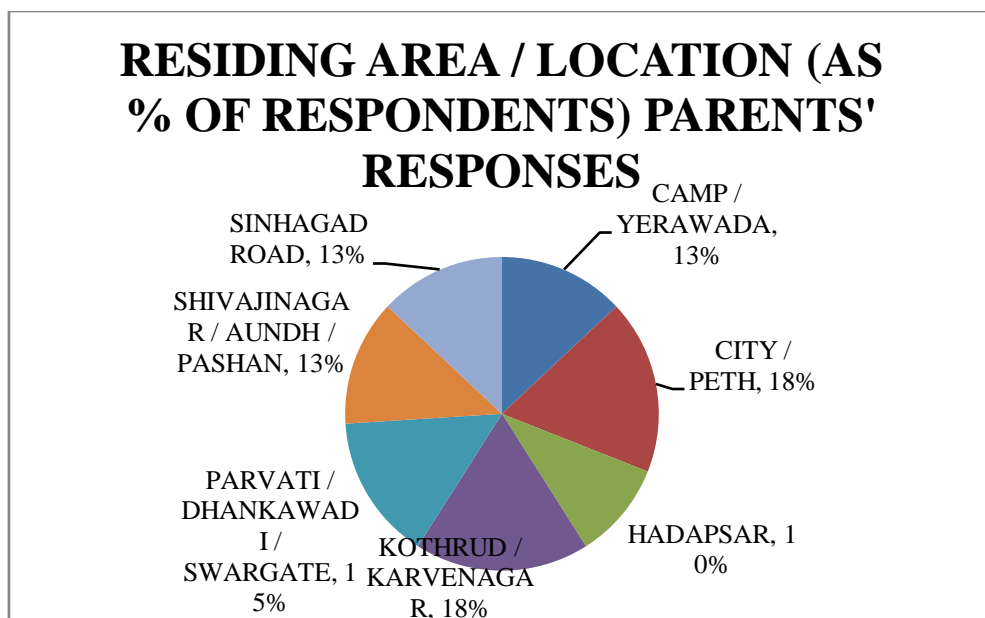 RESIDING AREA / LOCATION (AS
% OF RESPONDENTS) PARENTS'
RESPONSES
CAMP /
YERAWADA,
13%
CITY /
PETH, 18%
HADAPSAR, 1
0%
KOTHRUD /
KARVENAGA
R, 18%
PARVATI /
DHANKAWAD
I /
SWARGATE, 1
5%
SHIVAJINAGA
R / AUNDH /
PASHAN, 13%
SINHAGAD
ROAD, 13%